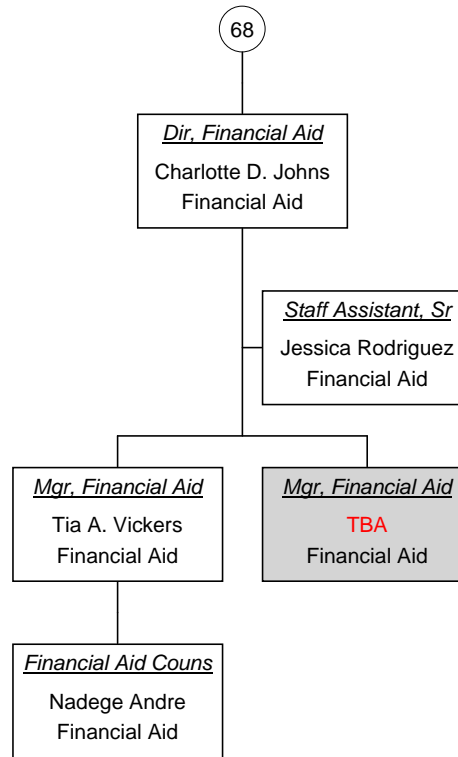 68
Dir, Financial Aid
Charlotte D. Johns
Financial Aid
Staff Assistant, Sr
Jessica Rodriguez
Financial Aid
Mgr, Financial Aid
Tia A. Vickers
Financial Aid
Mgr, Financial Aid
TBA
Financial Aid
Financial Aid Couns
Nadege Andre
Financial Aid